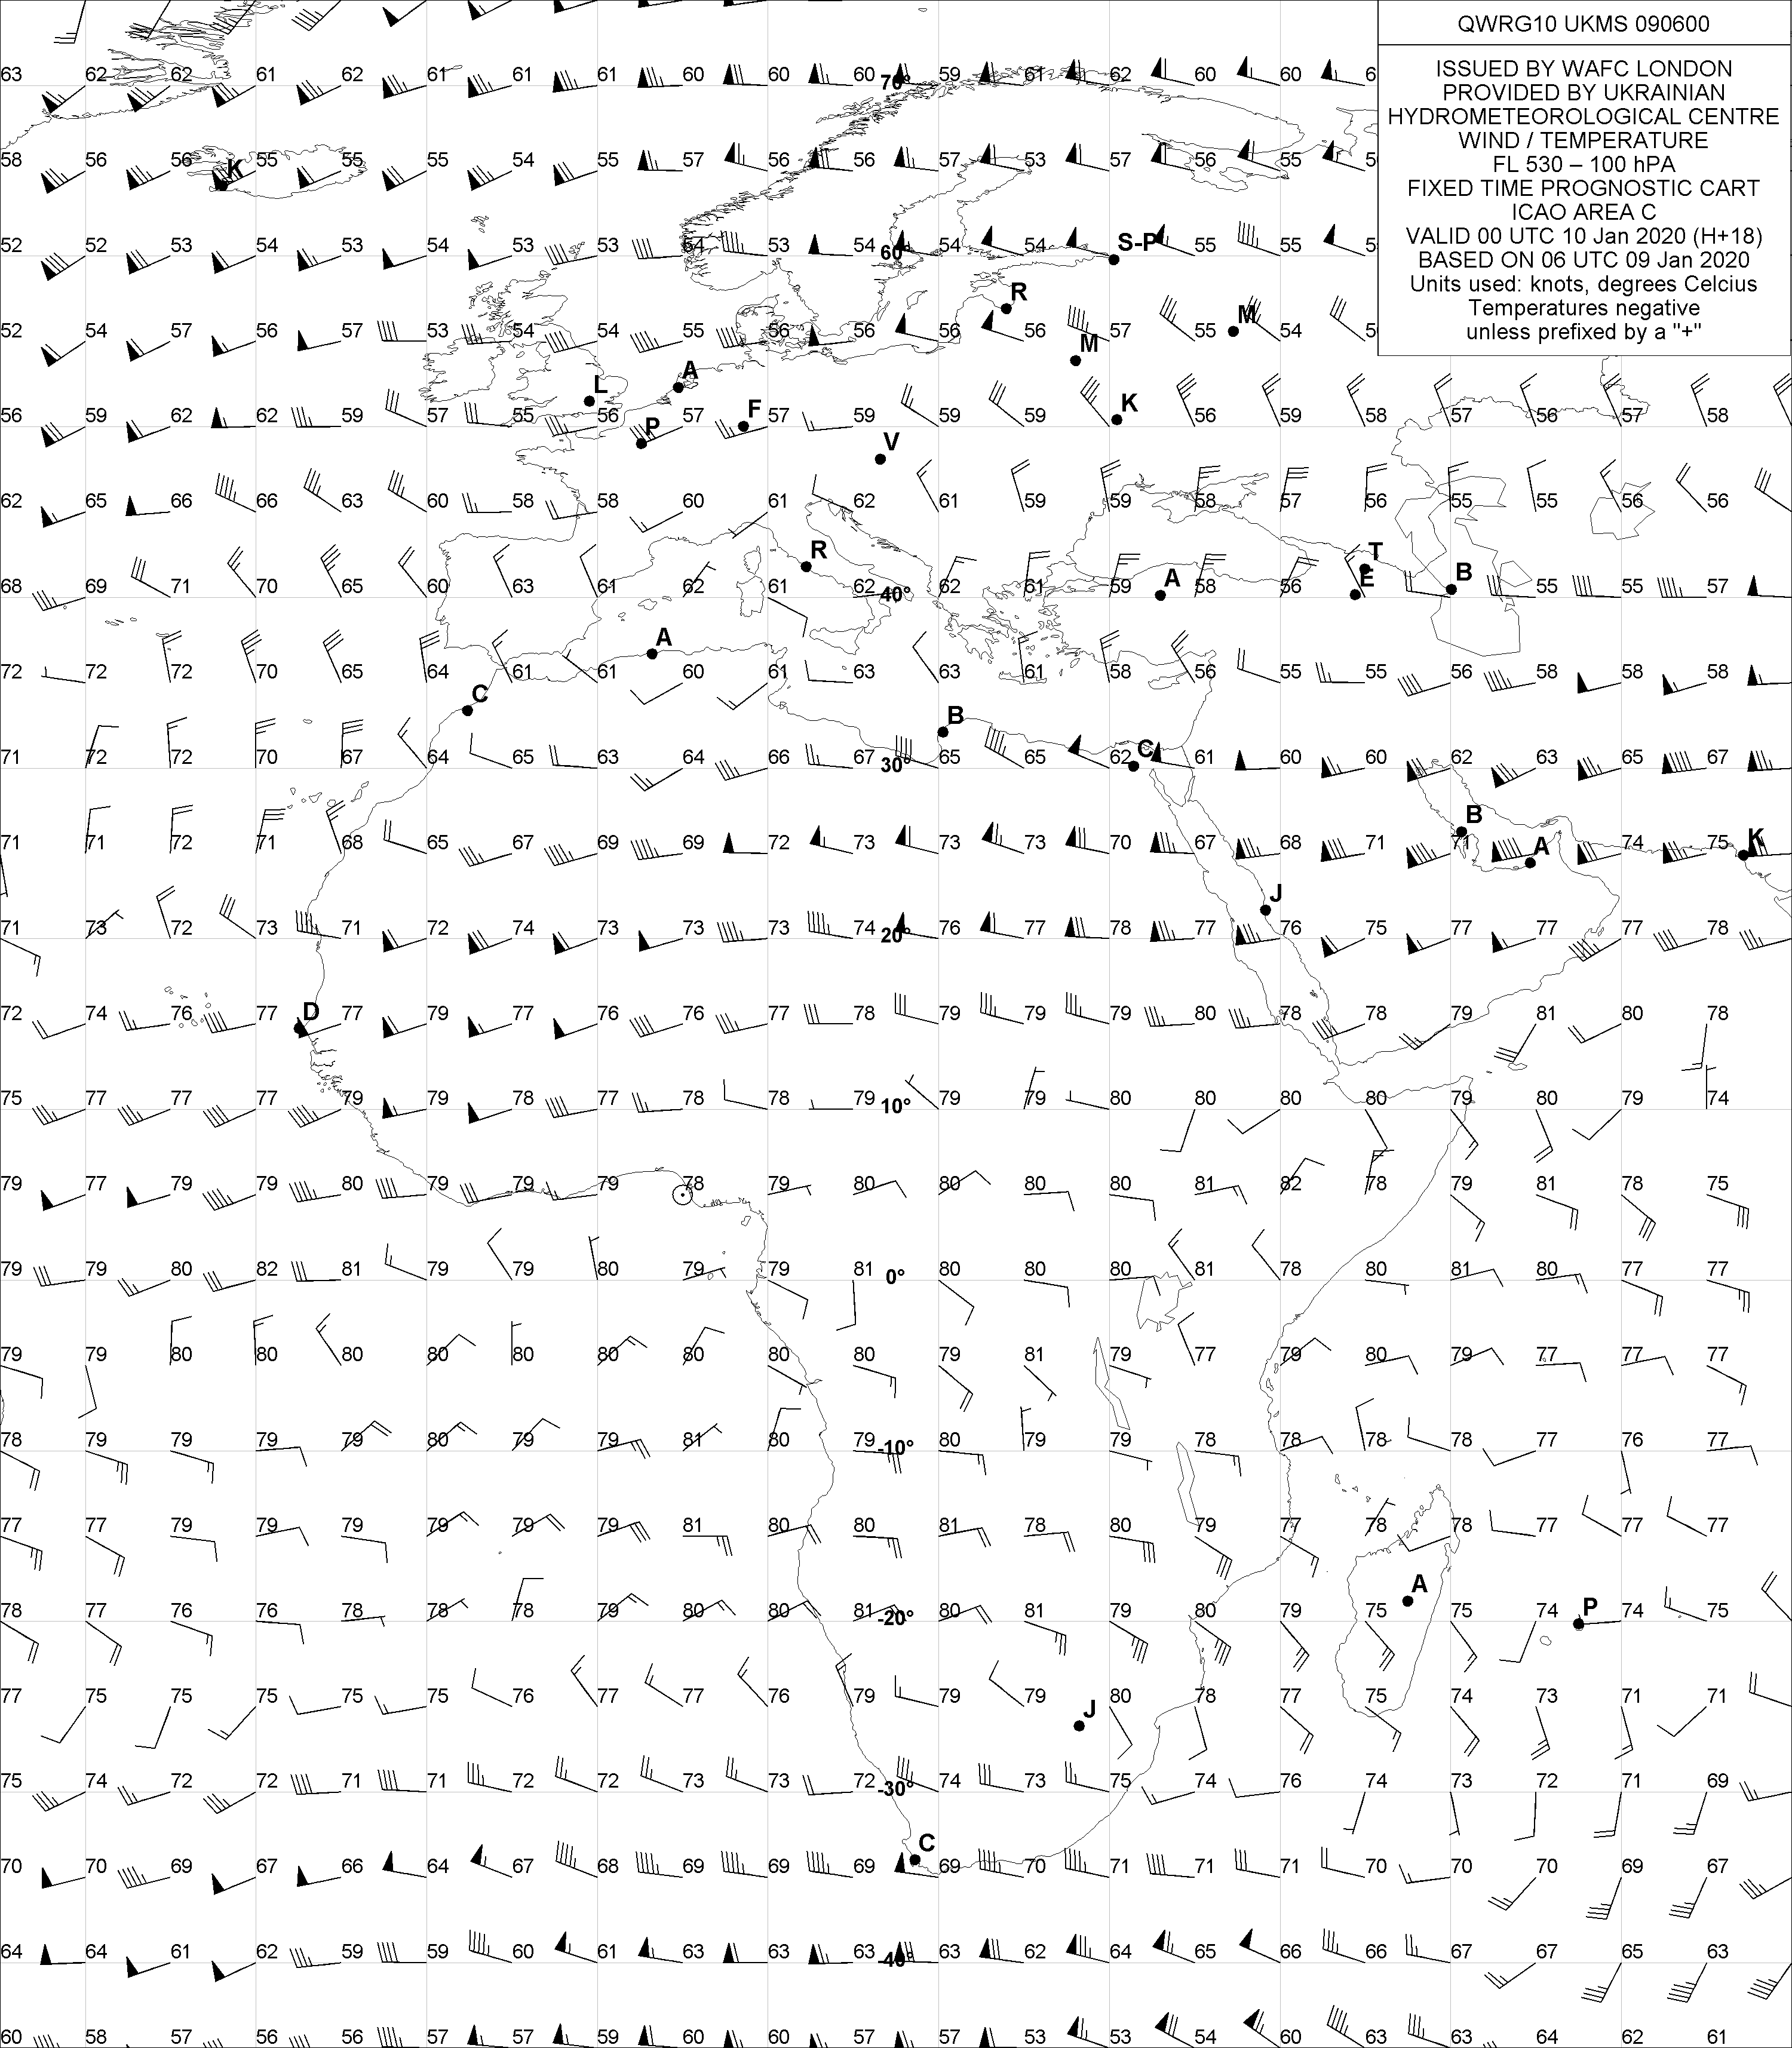 QWRG10 UKMS 090600
ISSUED BY WAFC LONDON
PROVIDED BY UKRAINIAN
HYDROMETEOROLOGICAL CENTRE
WIND / TEMPERATURE
FL 530 – 100 hPA
FIXED TIME PROGNOSTIC CART
ICAO AREA C
VALID 00 UTC 10 Jan 2020 (H+18)
BASED ON 06 UTC 09 Jan 2020
Units used: knots, degrees Celcius
Temperatures negative
unless prefixed by a "+"
63 62 62 61 62 61 61 61 60 60 60 70° 59 61 62 60 60 6
58 56 56 K 55 55 55 54 55 57 56 56 57 53 57 56 55 5
52 52 53 54 53 54 53 53 54 53 54 60° 54 54 S-P 55 55 5
R
52 54 57 56 57 53 54 54 55 56 56 56 56 57 55 M 54 5
M
L A
56 59 62 62 59 57 55 56 P 57 F 57 59 59 59 K 56 59 58 57 56 57 58
V
62 65 66 66 63 60 58 58 60 61 62 61 59 59 58 57 56 55 55 56 56
R T
68 69 71 70 65 60 63 61 61 62 40° 62 61 59 A 58 56 E B 55 55 57
A
72 72 72 70 65 64 61 61 60 61 63 63 61 58 56 55 55 56 58 58 58
C B
71 72 72 70 67 64 65 63 64 66 67 30° 65 65 62 C 61 60 60 62 63 65 67
B
71 71 72 71 68 65 67 69 69 72 73 73 73 70 67 68 71 71 A 74 75 K
J
71 73 72 73 71 72 74 73 73 73 74 20° 76 77 78 77 76 75 77 77 77 78
72 74 76 77 D 77 79 77 76 76 77 78 79 79 79 80 78 78 79 81 80 78
75 77 77 77 79 79 78 77 78 78 79 10° 79 79 80 80 80 80 79 80 79 74
79 77 79 79 80 79 79 79 78 79 80 80 80 80 81 82 78 79 81 78 75
79 79 80 82 81 79 79 80 79 79 81 0° 80 80 80 81 78 80 81 80 77 77
79 79 80 80 80 80 80 80 80 80 80 79 81 79 77 79 80 79 77 77 77
78 79 79 79 79 80 79 79 81 80 79 -10° 80 79 79 78 78 78 78 77 76 77
77 77 79 79 79 79 79 79 81 80 80 81 78 80 79 77 78 78 77 77 77
A
78 77 76 76 78 78 78 79 80 80 81 -20° 80 81 79 80 79 75 75 74 P 74 75
77 75 75 75 75 75 76 77 77 76 79 79 79 J 80 78 77 75 74 73 71 71
75 74 72 72 71 71 72 72 73 73 72 -30° 74 73 75 74 76 74 73 72 71 69
C
70 70 69 67 66 64 67 68 69 69 69 69 70 71 71 71 70 70 70 69 67
64 64 61 62 59 59 60 61 63 63 63 -40° 63 62 64 65 66 66 67 67 65 63
60 58 57 56 56 57 57 59 60 60 57 57 53 53 54 60 63 63 64 62 61